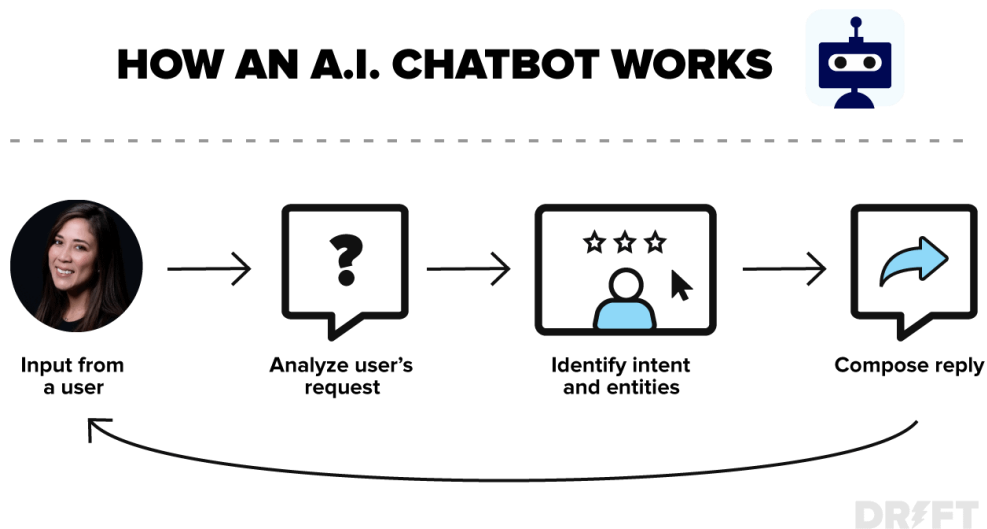 HOW AN A.I. CHATBOT WORKS
?
Input from
a user
Analyze user's
request
Identify intent
and entities
Compose reply
DRIFT